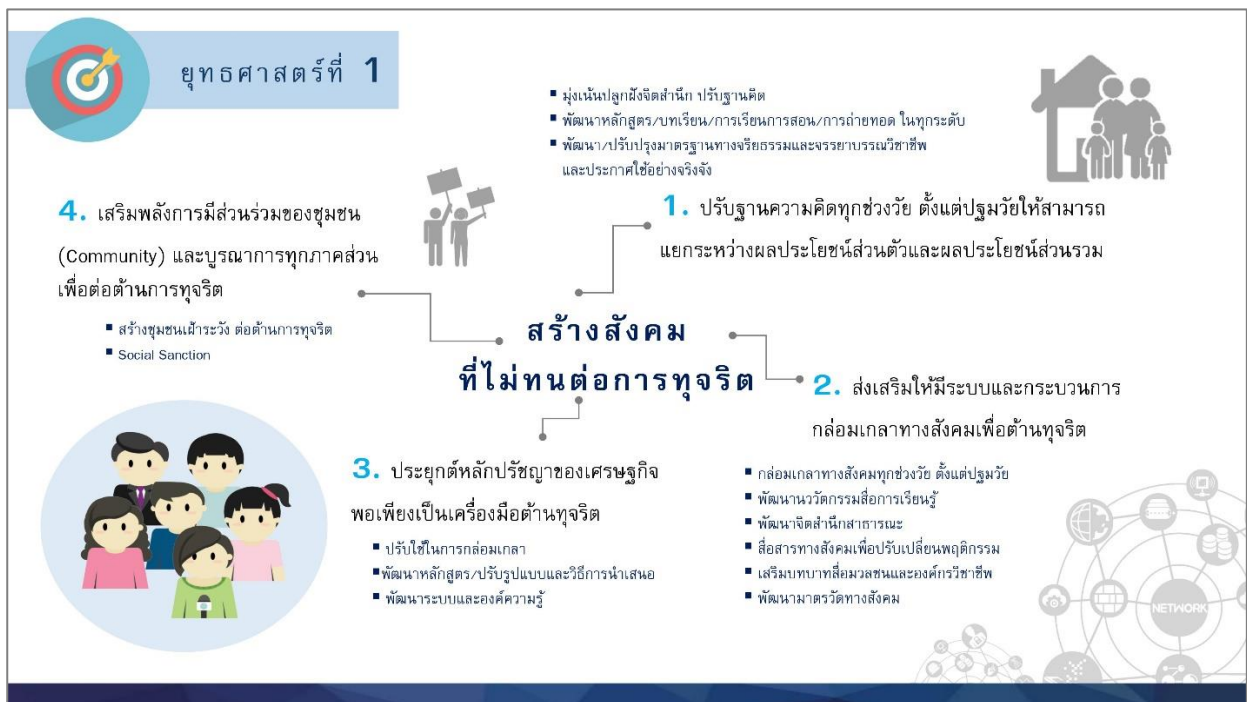 ยุทธศาสตร์ที่ 1
▪ มุ่งเน้นปลูกฝังจิตสำนึก ปรับฐานคิต
▪ พัฒนาหลักสูตร/บทเรียน/การเรียนการสอน/การถ่ายทอด ในทุกระดับ
▪ พัฒนา/ปรับปรุงมาตรฐานทางจริยธรรมและจรรยาบรรณวิชาชีพ
และประกาศใช้อย่างจริงจัง
1. ปรับฐานความคิดทุกช่วงวัย ตั้งแต่ปฐมวัยให้สามารถ
แยกระหว่างผลประโยชน์ส่วนตัวและผลประโยชน์ส่วนรวม
4. เสริมพลังการมีส่วนร่วมของชุมชน
(Community) และบูรณาการทุกภาคส่วน
เพื่อต่อต้านการทุจริต
▪ สร้างชุมชนเฝ้าระวัง ต่อต้านการทุจริต
▪ Social Sanction
สร้างสังคม
ที่ไม่ทนต่อการทุจริต
2. ส่งเสริมให้มีระบบและกระบวนการ
กล่อมเกลาทางสังคมเพื่อต้านทุจริต
▪ กล่อมเกลาทางสังคมทุกช่วงวัย ตั้งแต่ปฐมวัย
▪ พัฒนานวัตกรรมสื่อการเรียนรู้
▪ พัฒนาจิตสำนึกสาธารณะ
▪ สื่อสารทางสังคมเพื่อปรับเปลี่ยนพฤติกรรม
▪ เสริมบทบาทสื่อมวลชนและองค์กรวิชาชีพ
▪ พัฒนามาตรวัดทางสังคม
3. ประยุกต์หลักปรัชญาของเศรษฐกิจ
พอเพียงเป็นเครื่องมือต้านทุจริต
▪ ปรับใช้ในการกล่อมเกลา
▪พัฒนาหลักสูตร/ปรับรูปแบบและวิธีการนำเสนอ
▪ พัฒนาระบบและองค์ความรู้
NETWORK